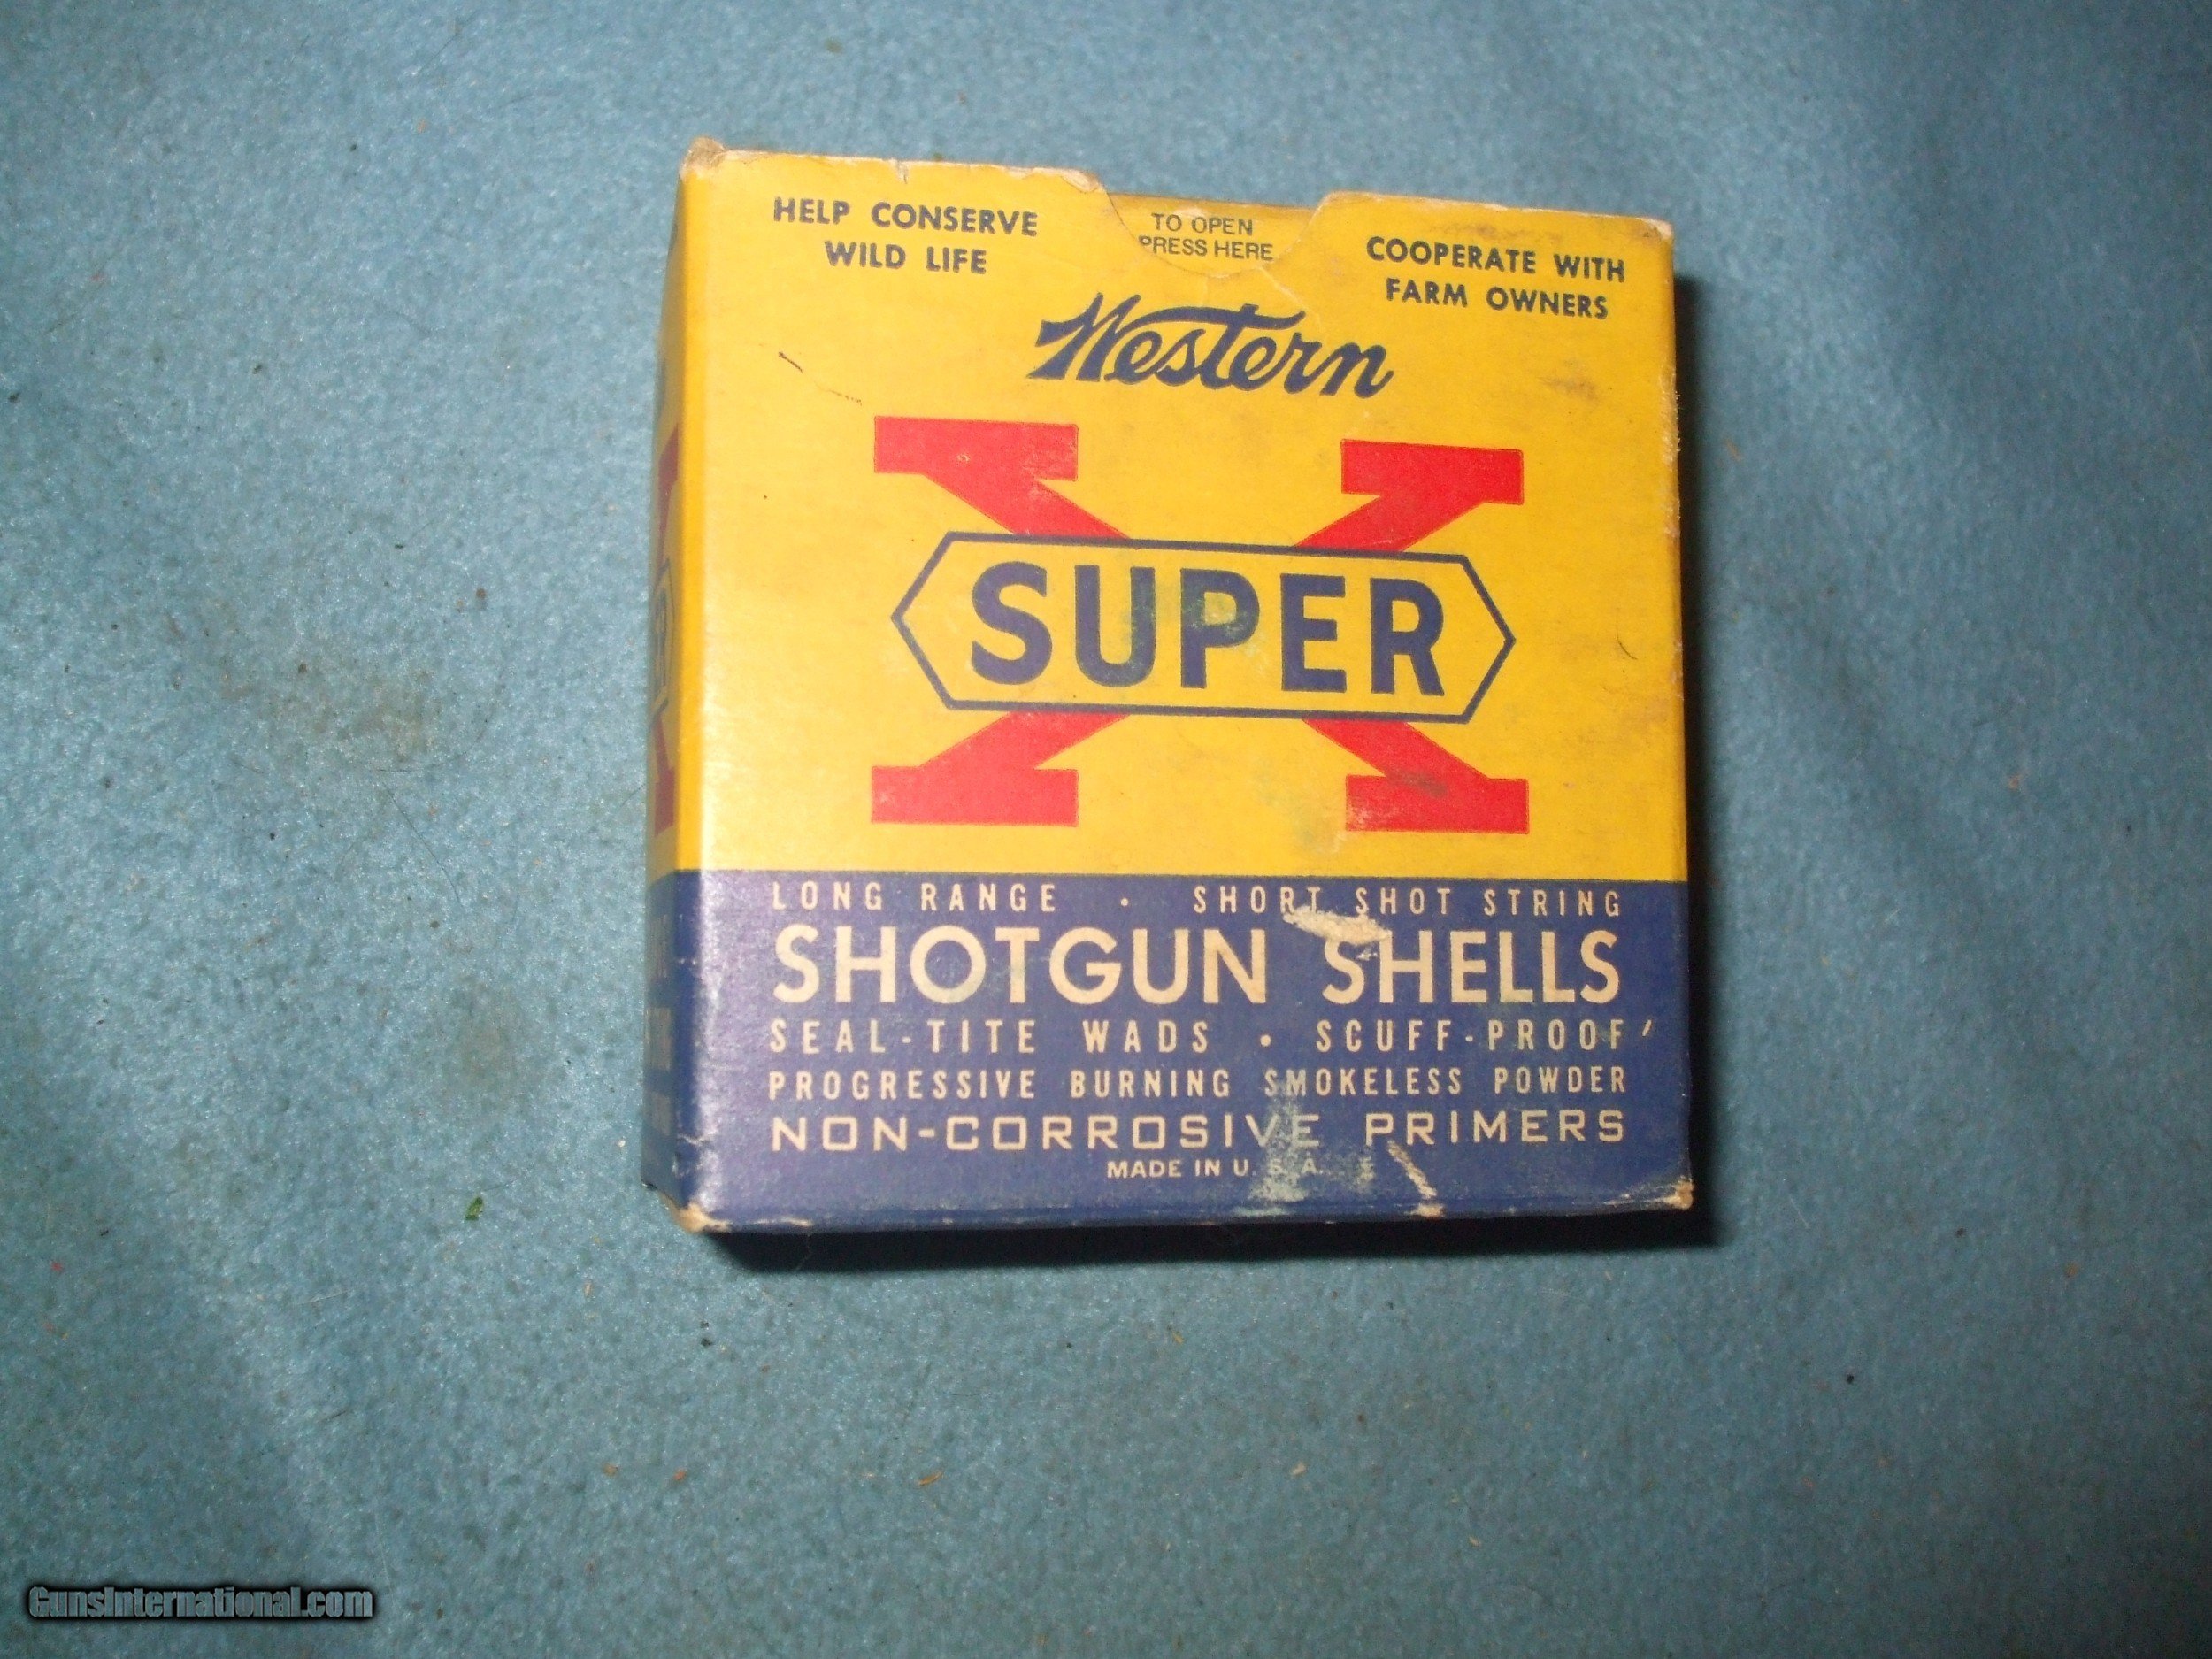 HELP CONSERVE
WILD LIFE
TO OPEN
PRESS HERE
COOPERATE WITH
FARM OWNERS
Western
X
SUPER
LONG RANGE · SHORT SHOT STRING
SHOTGUN SHELLS
SEAL-TITE WADS • SCUFF-PROOF
PROGRESSIVE BURNING SMOKELESS POWDER
NON-CORROSIVE PRIMERS
MADE IN U. S. A.
GunsInternational.com